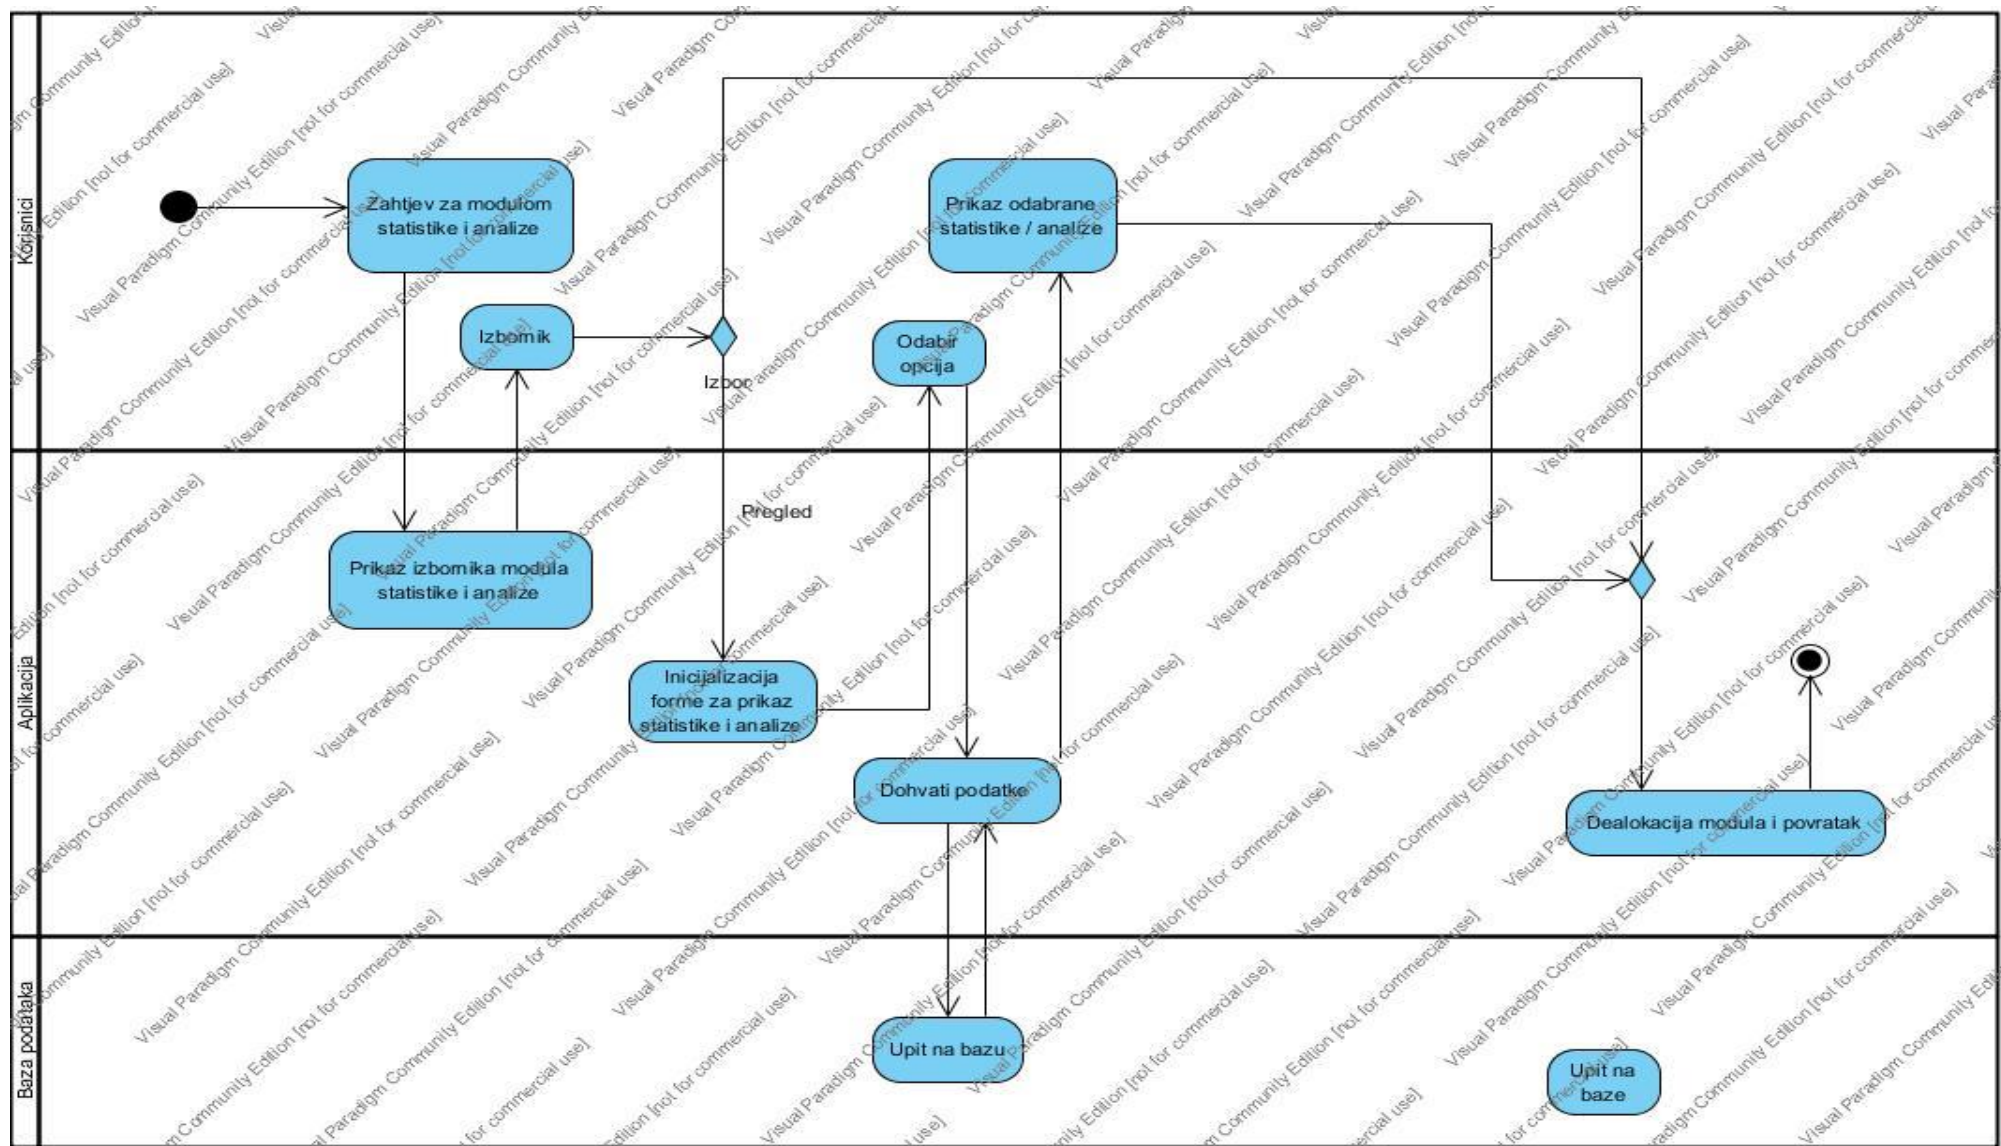 Korisnici
Zahtjev za modulom
statistike i analize
Prikaz odabrane
statistike / analize
Izbornik
Odabir
opcija
Izbor
Aplikacija
Pregled
Prikaz izbornika modula
statistike i analize
Inicijalizacija
forme za prikaz
statistike i analize
Dohvati podatke
Dealokacija modula i povratak
Baza podataka
Upit na bazu
Upit na
baze
Visual Paradigm Community Edition [not for commercial use]